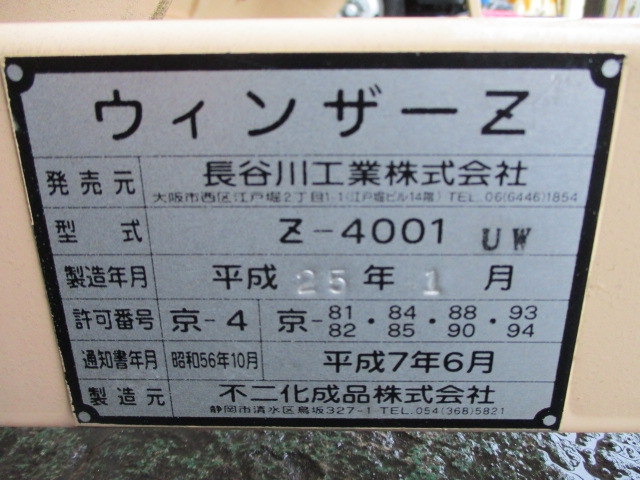 ウィンザーZ
発売元 長谷川工業株式会社
大阪市西区江戸堀2丁目1-1(江戸堀ビル14階) TEL.06(6446)1854
型式 Z-4001 UW
製造年月 平成 25 年 1 月
許可番号 京-4 京-81・84・88・93
82・85・90・94
通知書年月 昭和56年10月 平成7年6月
製造元 不二化成品株式会社
静岡市清水区鳥坂327-1 TEL.054(368)5821